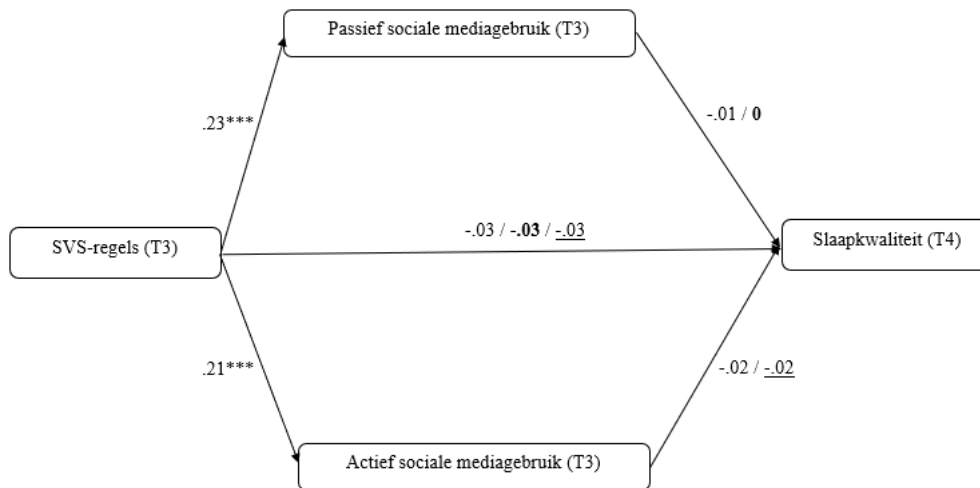 Passief sociale mediagebruik (T3)
.23***
-.01 / 0
-.03 / -.03 / -.03
SVS-regels (T3)
Slaapkwaliteit (T4)
.21***
-.02 / -.02
Actief sociale mediagebruik (T3)